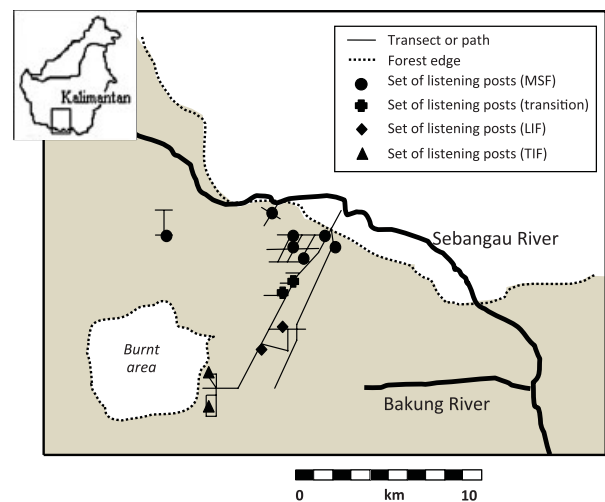 Kalimantan
Transect or path
Forest edge
Set of listening posts (MSF)
Set of listening posts (transition)
Set of listening posts (LIF)
Set of listening posts (TIF)
Sebangau River
Burnt
area
Bakung River
0 km 10